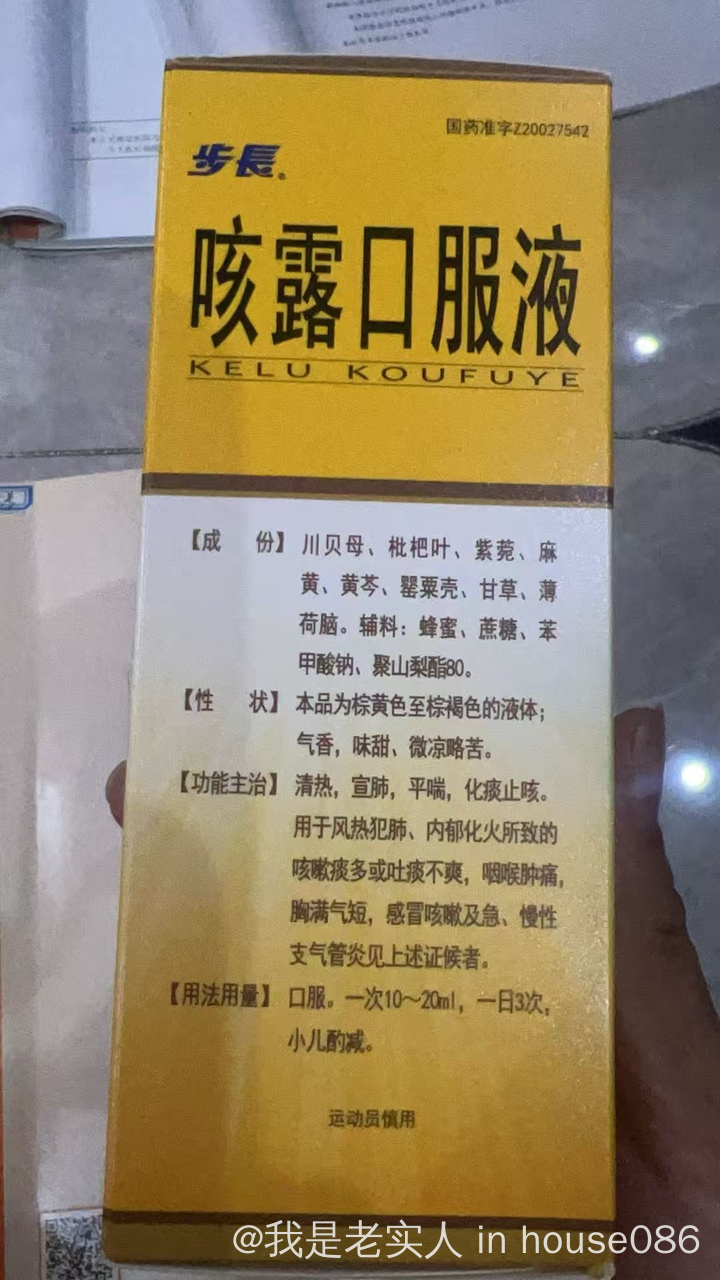 国药准字Z20027542
步長®
咳露口服液
KELU KOUFUYE
【成 份】川贝母、枇杷叶、紫菀、麻
黄、黄芩、罂粟壳、甘草、薄
荷脑。辅料：蜂蜜、蔗糖、苯
甲酸钠、聚山梨酯80。
【性 状】本品为棕黄色至棕褐色的液体；
气香，味甜、微凉略苦。
【功能主治】清热，宣肺，平喘，化痰止咳。
用于风热犯肺、内郁化火所致的
咳嗽痰多或吐痰不爽，咽喉肿痛，
胸满气短，感冒咳嗽及急、慢性
支气管炎见上述证候者。
【用法用量】口服。一次10～20ml，一日3次，
小儿酌减。
运动员慎用
@我是老实人 in house086